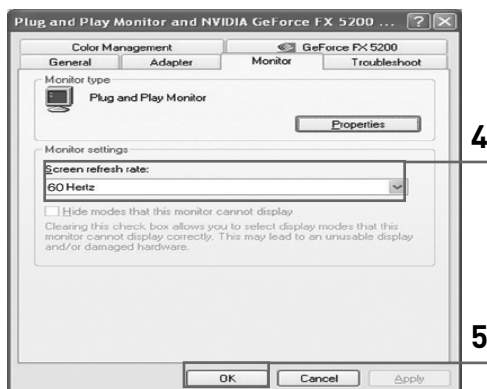 Plug and Play Monitor and NVIDIA GeForce FX 5200 ...
Color Management
GeForce FX 5200
General
Adapter
Monitor
Troubleshoot
Monitor type
Plug and Play Monitor
Properties
4
Monitor settings
Screen refresh rate:
60 Hertz
Hide modes that this monitor cannot display
Clearing this check box allows you to select display modes that this
monitor cannot display correctly. This may lead to an unusable display
and/or damaged hardware.
5
OK
Cancel
Apply